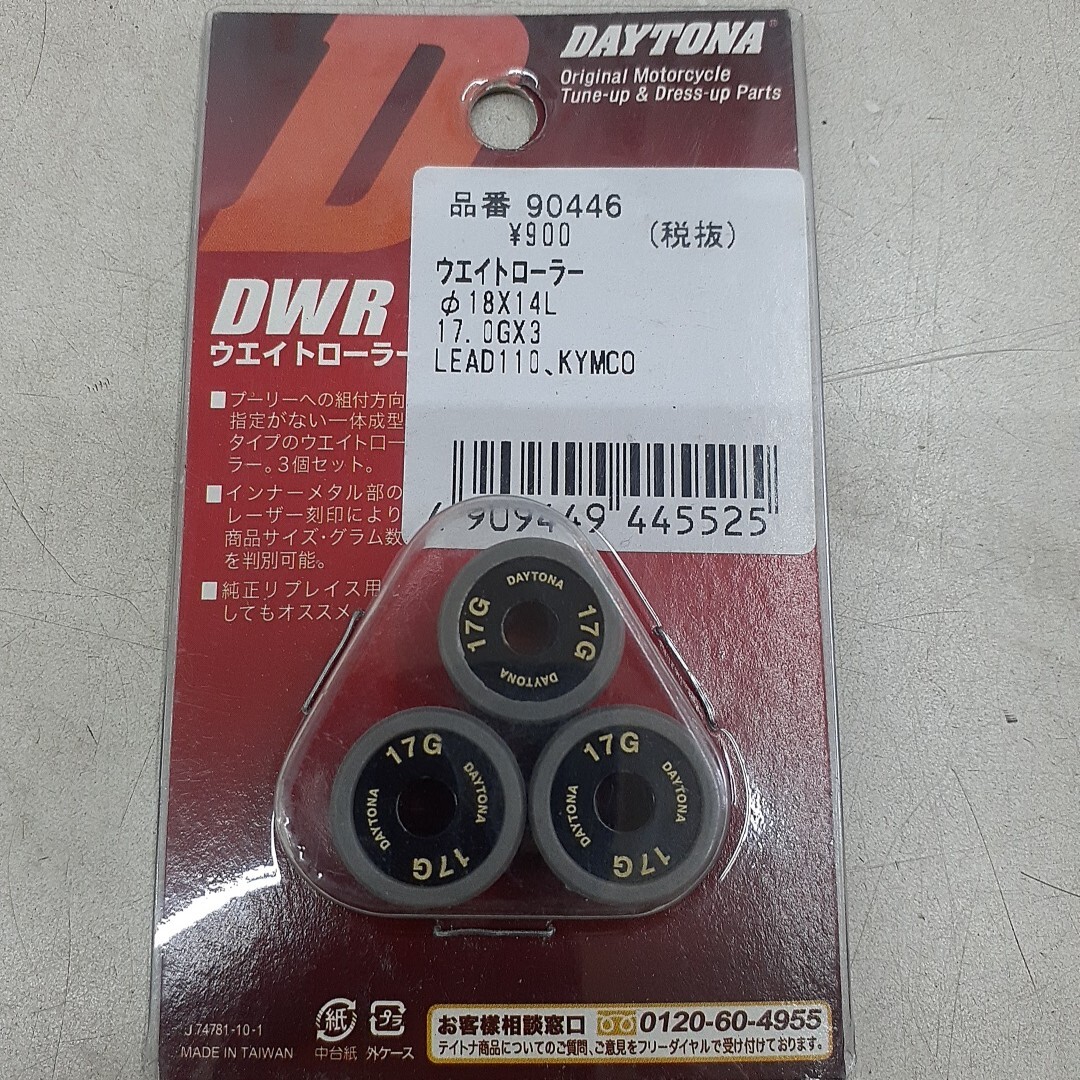 DAYTONA®
Original Motorcycle
Tune-up & Dress-up Parts
品番 90446
¥900 (税抜)
ウエイトローラー
φ18X14L
17.0GX3
LEAD110、KYMCO
4 909449 445525
DWR
ウエイトローラー
■プーリーへの組付方向
指定がない一体成型
タイプのウエイトロー
ラー。3個セット。
■インナーメタル部の
レーザー刻印により
商品サイズ・グラム数
を判別可能。
■純正リプレイス用と
してもオススメ。
DAYTONA
17G
17G
DAYTONA
17G
DAYTONA
DAYTONA
17G
17G
DAYTONA
DAYTONA
17G
J 74781-10-1
MADE IN TAIWAN
紙
中台紙
プラ
外ケース
お客様相談窓口 0120-60-4955
デイトナ商品についてのご質問、ご意見をフリーダイヤルで受け付けております。